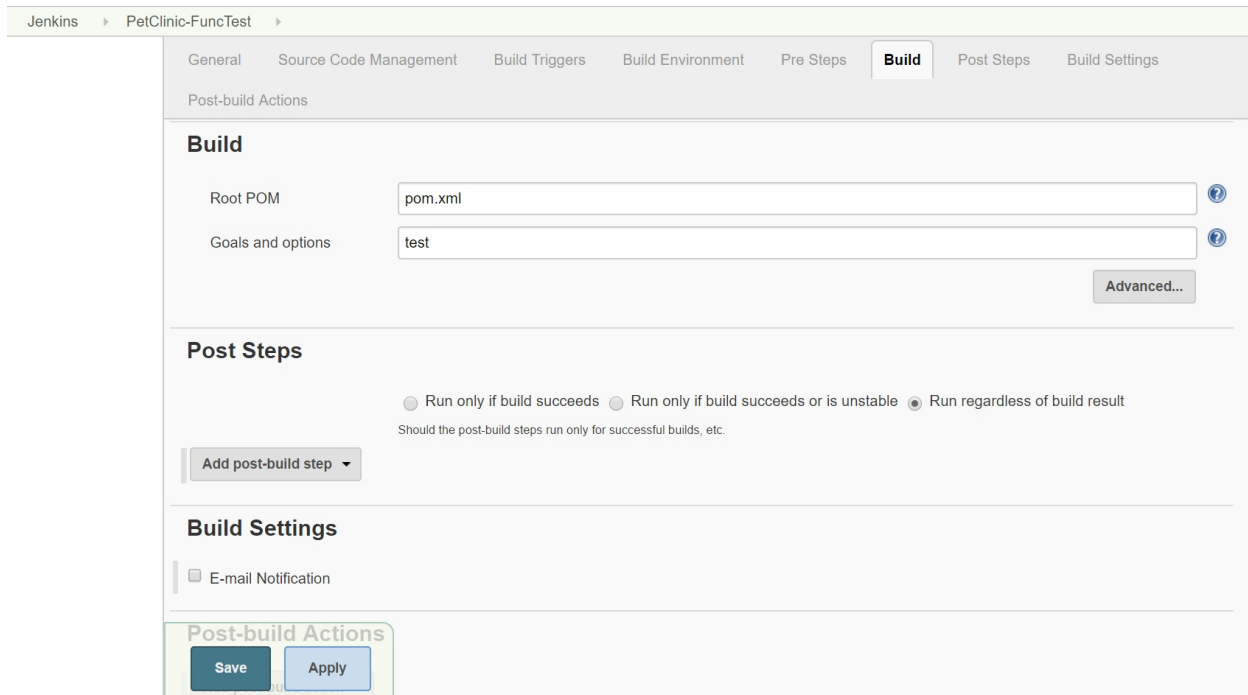 Jenkins PetClinic-FuncTest
General Source Code Management Build Triggers Build Environment Pre Steps Build Post Steps Build Settings
Post-build Actions
Build
Root POM pom.xml
Goals and options test
Advanced...
Post Steps
Run only if build succeeds Run only if build succeeds or is unstable Run regardless of build result
Should the post-build steps run only for successful builds, etc.
Add post-build step
Build Settings
E-mail Notification
Post-build Actions
Save Apply